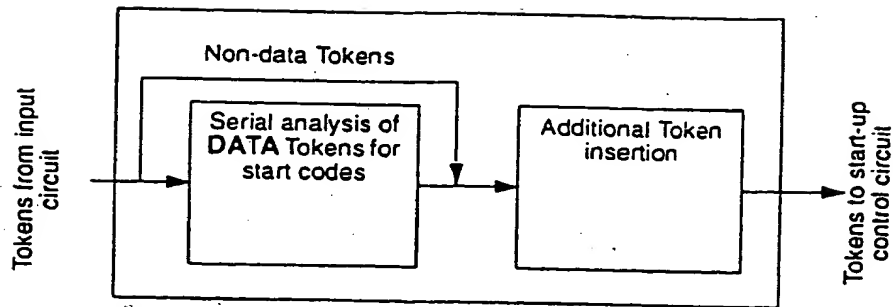 Non-data Tokens
Tokens from input
circuit
Serial analysis of
DATA Tokens for
start codes
Additional Token
insertion
Tokens to start-up
control circuit